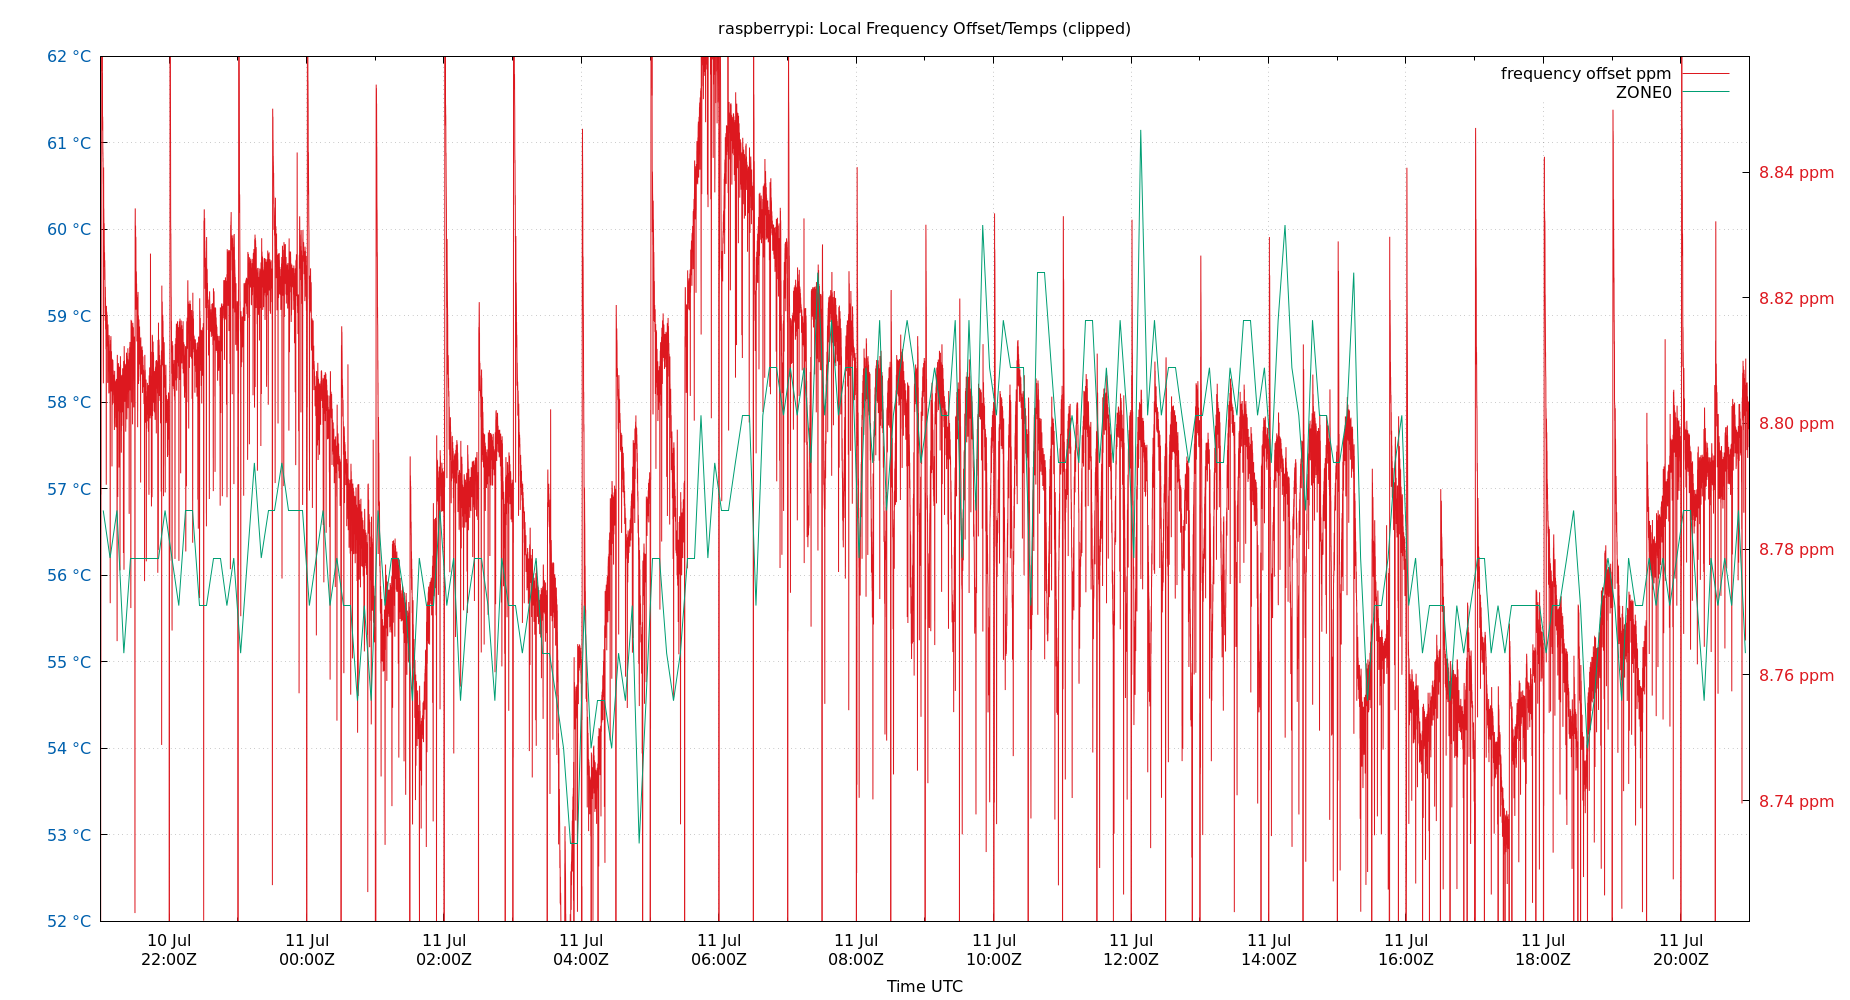 raspberrypi: Local Frequency Offset/Temps (clipped)
frequency offset ppm
ZONE0
62 °C
61 °C
60 °C
59 °C
58 °C
57 °C
56 °C
55 °C
54 °C
53 °C
52 °C
8.84 ppm
8.82 ppm
8.80 ppm
8.78 ppm
8.76 ppm
8.74 ppm
10 Jul 11 Jul 11 Jul 11 Jul 11 Jul 11 Jul 11 Jul 11 Jul 11 Jul 11 Jul 11 Jul 11 Jul
22:00Z 00:00Z 02:00Z 04:00Z 06:00Z 08:00Z 10:00Z 12:00Z 14:00Z 16:00Z 18:00Z 20:00Z
Time UTC